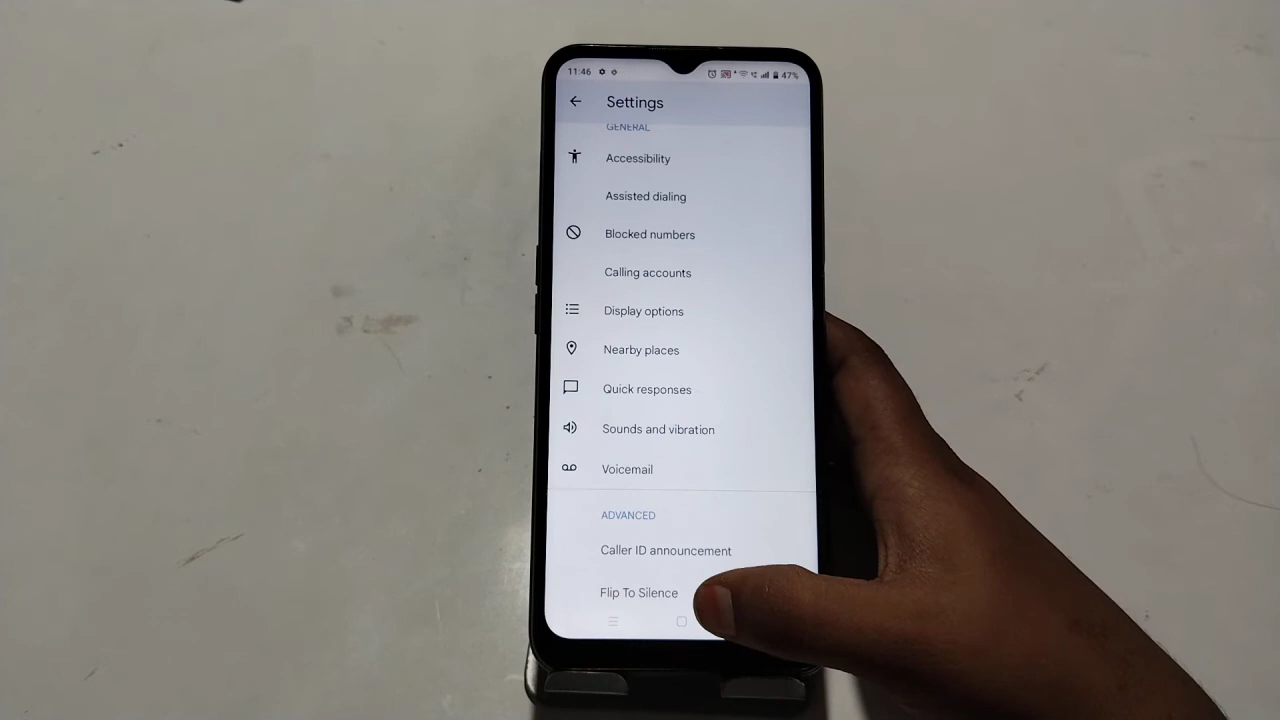 11:46
47%
Settings
GENERAL
Accessibility
Assisted dialing
Blocked numbers
Calling accounts
Display options
Nearby places
Quick responses
Sounds and vibration
Voicemail
ADVANCED
Caller ID announcement
Flip To Silence